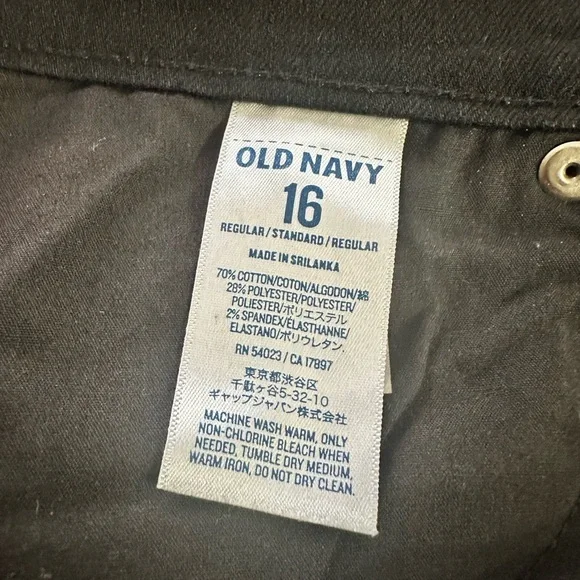 OLD NAVY
16
REGULAR/STANDARD/REGULAR
MADE IN SRILANKA
70% COTTON/COTON/ALGODON/綿
28% POLYESTER/POLYESTER/
POLIESTER/ポリエステル
2% SPANDEX/ÉLASTHANNE/
ELASTANO/ポリウレタン.
RN 54023 / CA 17897
東京都渋谷区
千駄ヶ谷5-32-10
ギャップジャパン株式会社
MACHINE WASH WARM, ONLY
NON-CHLORINE BLEACH WHEN
NEEDED, TUMBLE DRY MEDIUM,
WARM IRON, DO NOT DRY CLEAN.